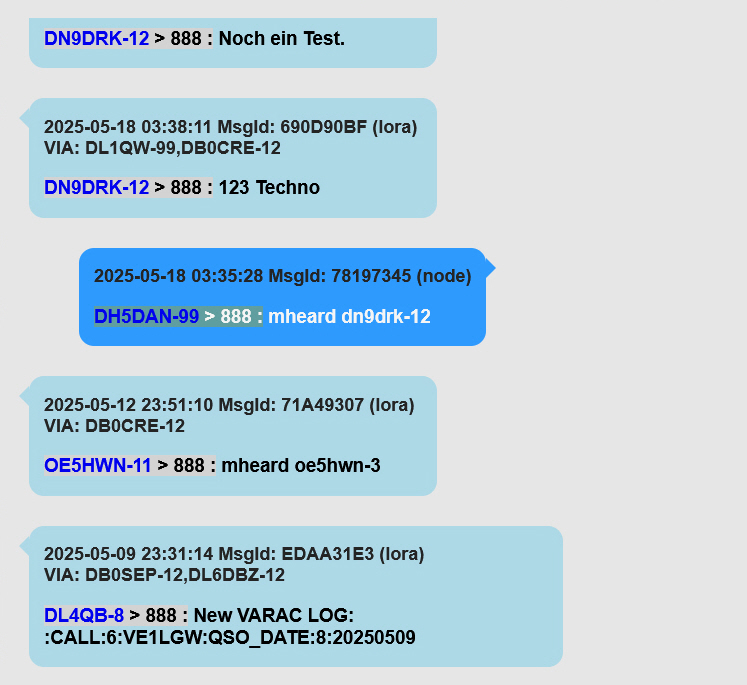 DN9DRK-12 > 888 : Noch ein Test.
2025-05-18 03:38:11 MsgId: 690D90BF (lora)
VIA: DL1QW-99,DB0CRE-12
DN9DRK-12 > 888 : 123 Techno
2025-05-18 03:35:28 MsgId: 78197345 (node)
DH5DAN-99 > 888 : mheard dn9drk-12
2025-05-12 23:51:10 MsgId: 71A49307 (lora)
VIA: DB0CRE-12
OE5HWN-11 > 888 : mheard oe5hwn-3
2025-05-09 23:31:14 MsgId: EDAA31E3 (lora)
VIA: DB0SEP-12,DL6DBZ-12
DL4QB-8 > 888 : New VARAC LOG:
:CALL:6:VE1LGW:QSO_DATE:8:20250509